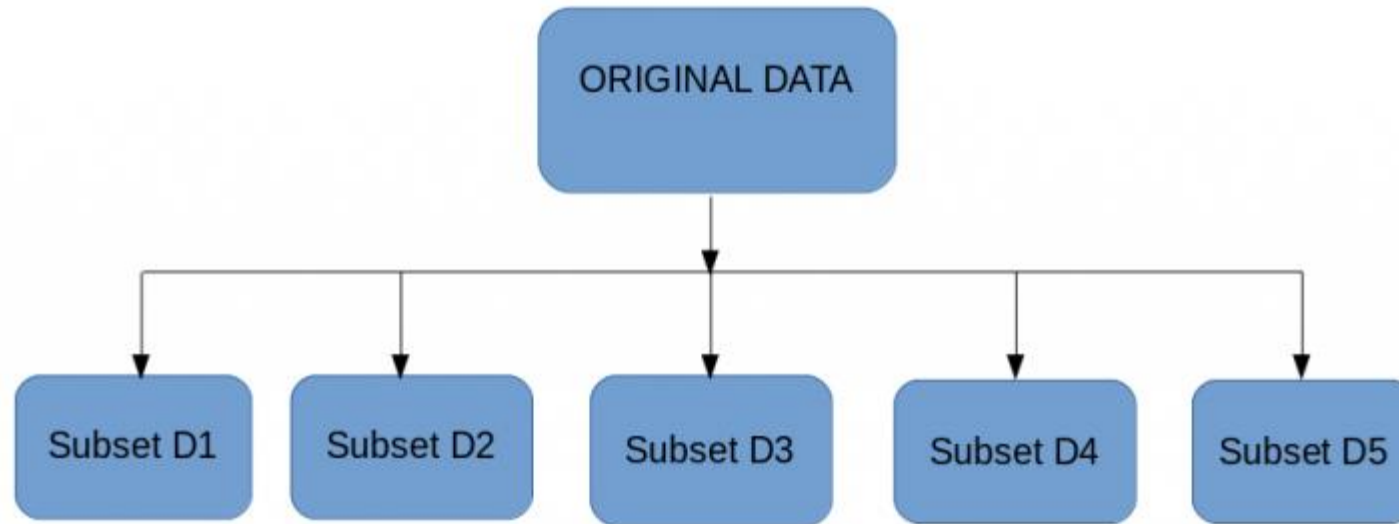 ORIGINAL DATA
Subset D1
Subset D2
Subset D3
Subset D4
Subset D5